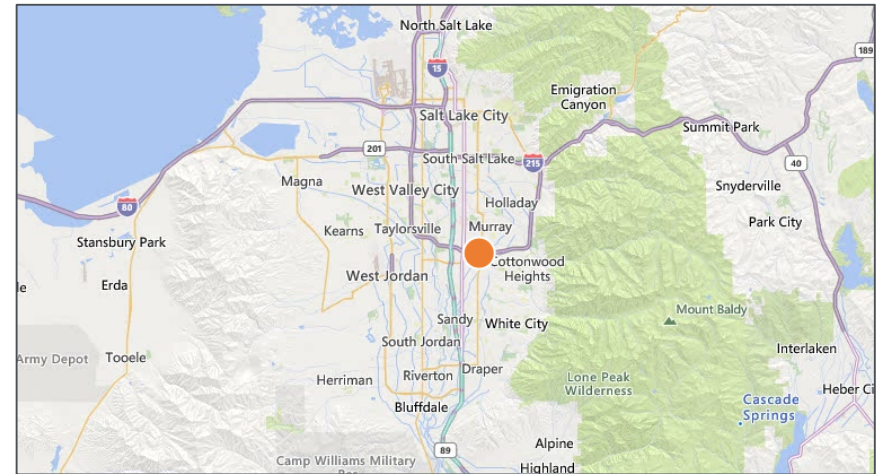 North Salt Lake
189
15
Emigration
Canyon
Salt Lake City
Summit Park
201
South Salt Lake
215
40
Magna
West Valley City
Snyderville
Holladay
80
Kearns
Taylorsville
Murray
Park City
Stansbury Park
Cottonwood
Heights
West Jordan
le
Erda
Mount Baldy
Sandy
White City
South Jordan
Interlaken
Army Depot
Tooele
Herriman
Riverton
Draper
Lone Peak
Wilderness
Heber Ci
Bluffdale
Cascade
Springs
89
Alpine
Camp Williams Military
Highland